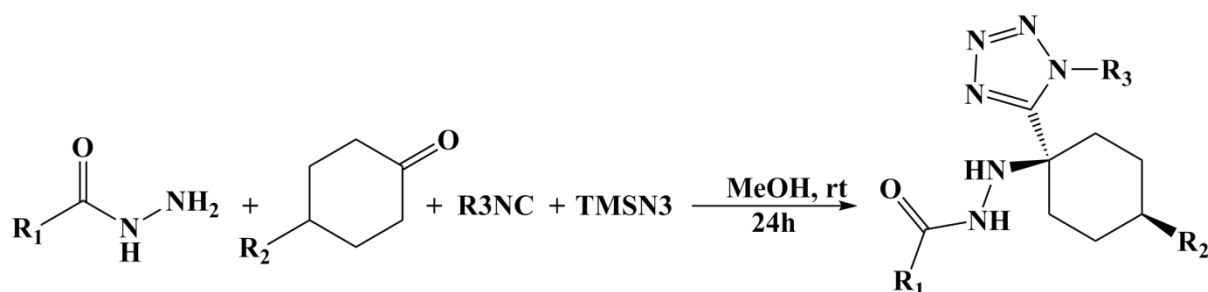 O
R1
N
H
NH2
+
O
R2
+ R3NC + TMSN3
MeOH, rt
24h
N N
N
N
N R3
HN
NH
O
R1
R2